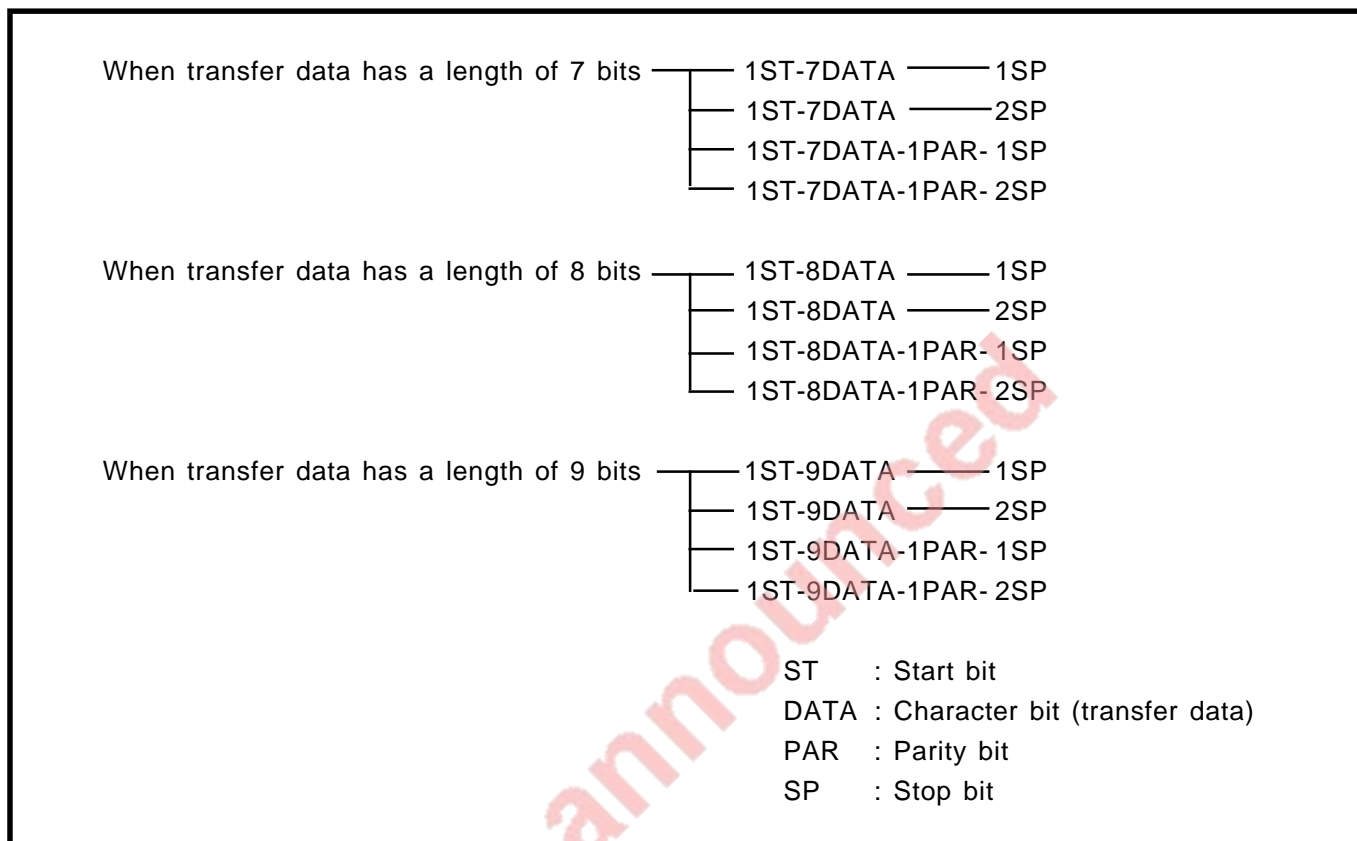 When transfer data has a length of 7 bits 1ST-7DATA 1SP
1ST-7DATA 2SP
1ST-7DATA-1PAR- 1SP
1ST-7DATA-1PAR- 2SP
When transfer data has a length of 8 bits 1ST-8DATA 1SP
1ST-8DATA 2SP
1ST-8DATA-1PAR- 1SP
1ST-8DATA-1PAR- 2SP
When transfer data has a length of 9 bits 1ST-9DATA 1SP
1ST-9DATA 2SP
1ST-9DATA-1PAR- 1SP
1ST-9DATA-1PAR- 2SP
ST : Start bit
DATA : Character bit (transfer data)
PAR : Parity bit
SP : Stop bit
announced